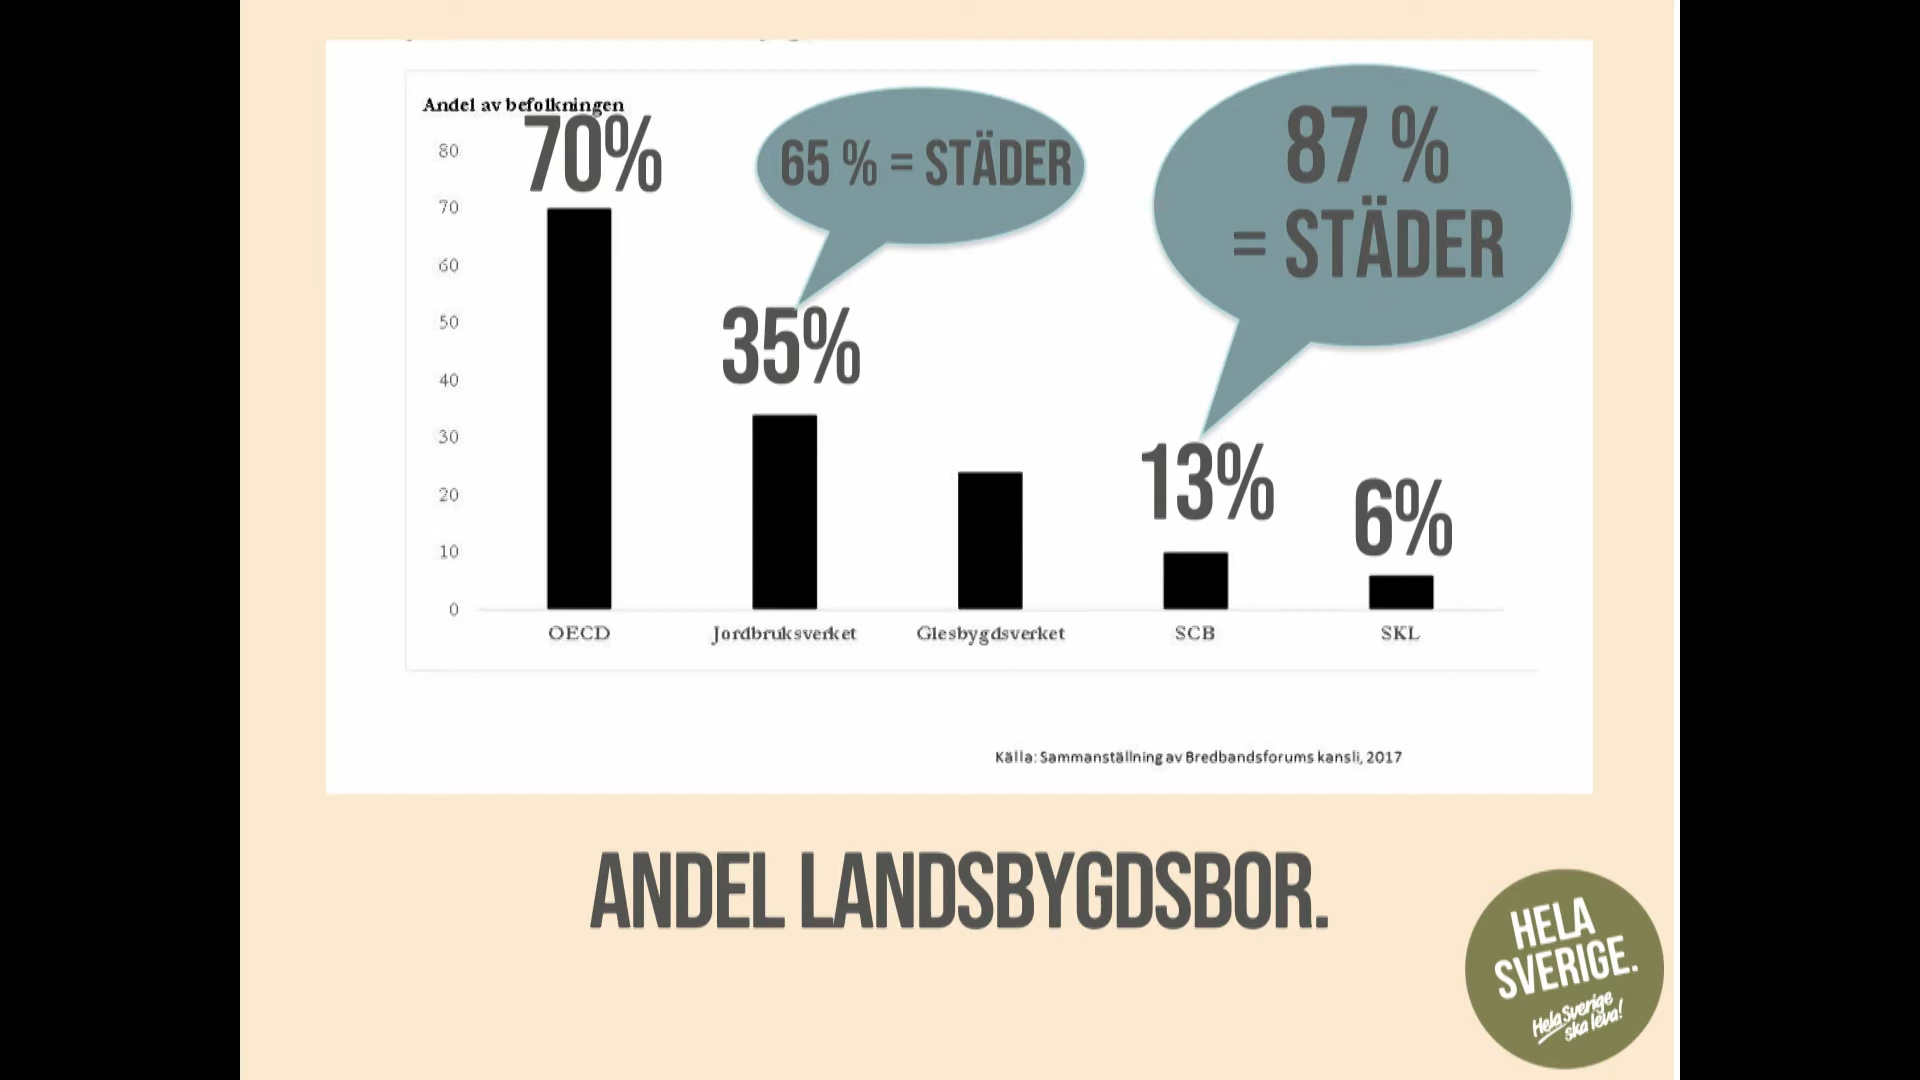 Andel av befolkningen
70%
65 % = STÄDER
87 %
= STÄDER
80
70
60
50
40
30
20
10
0
35%
13%
6%
OECD
Jordbruksverket
Glesbygdsverket
SCB
SKL
Källa: Sammanställning av Bredbandsforums kansli, 2017
ANDEL LANDSBYGDSBOR.
HELA
SVERIGE.
Hela Sverige
ska leva!